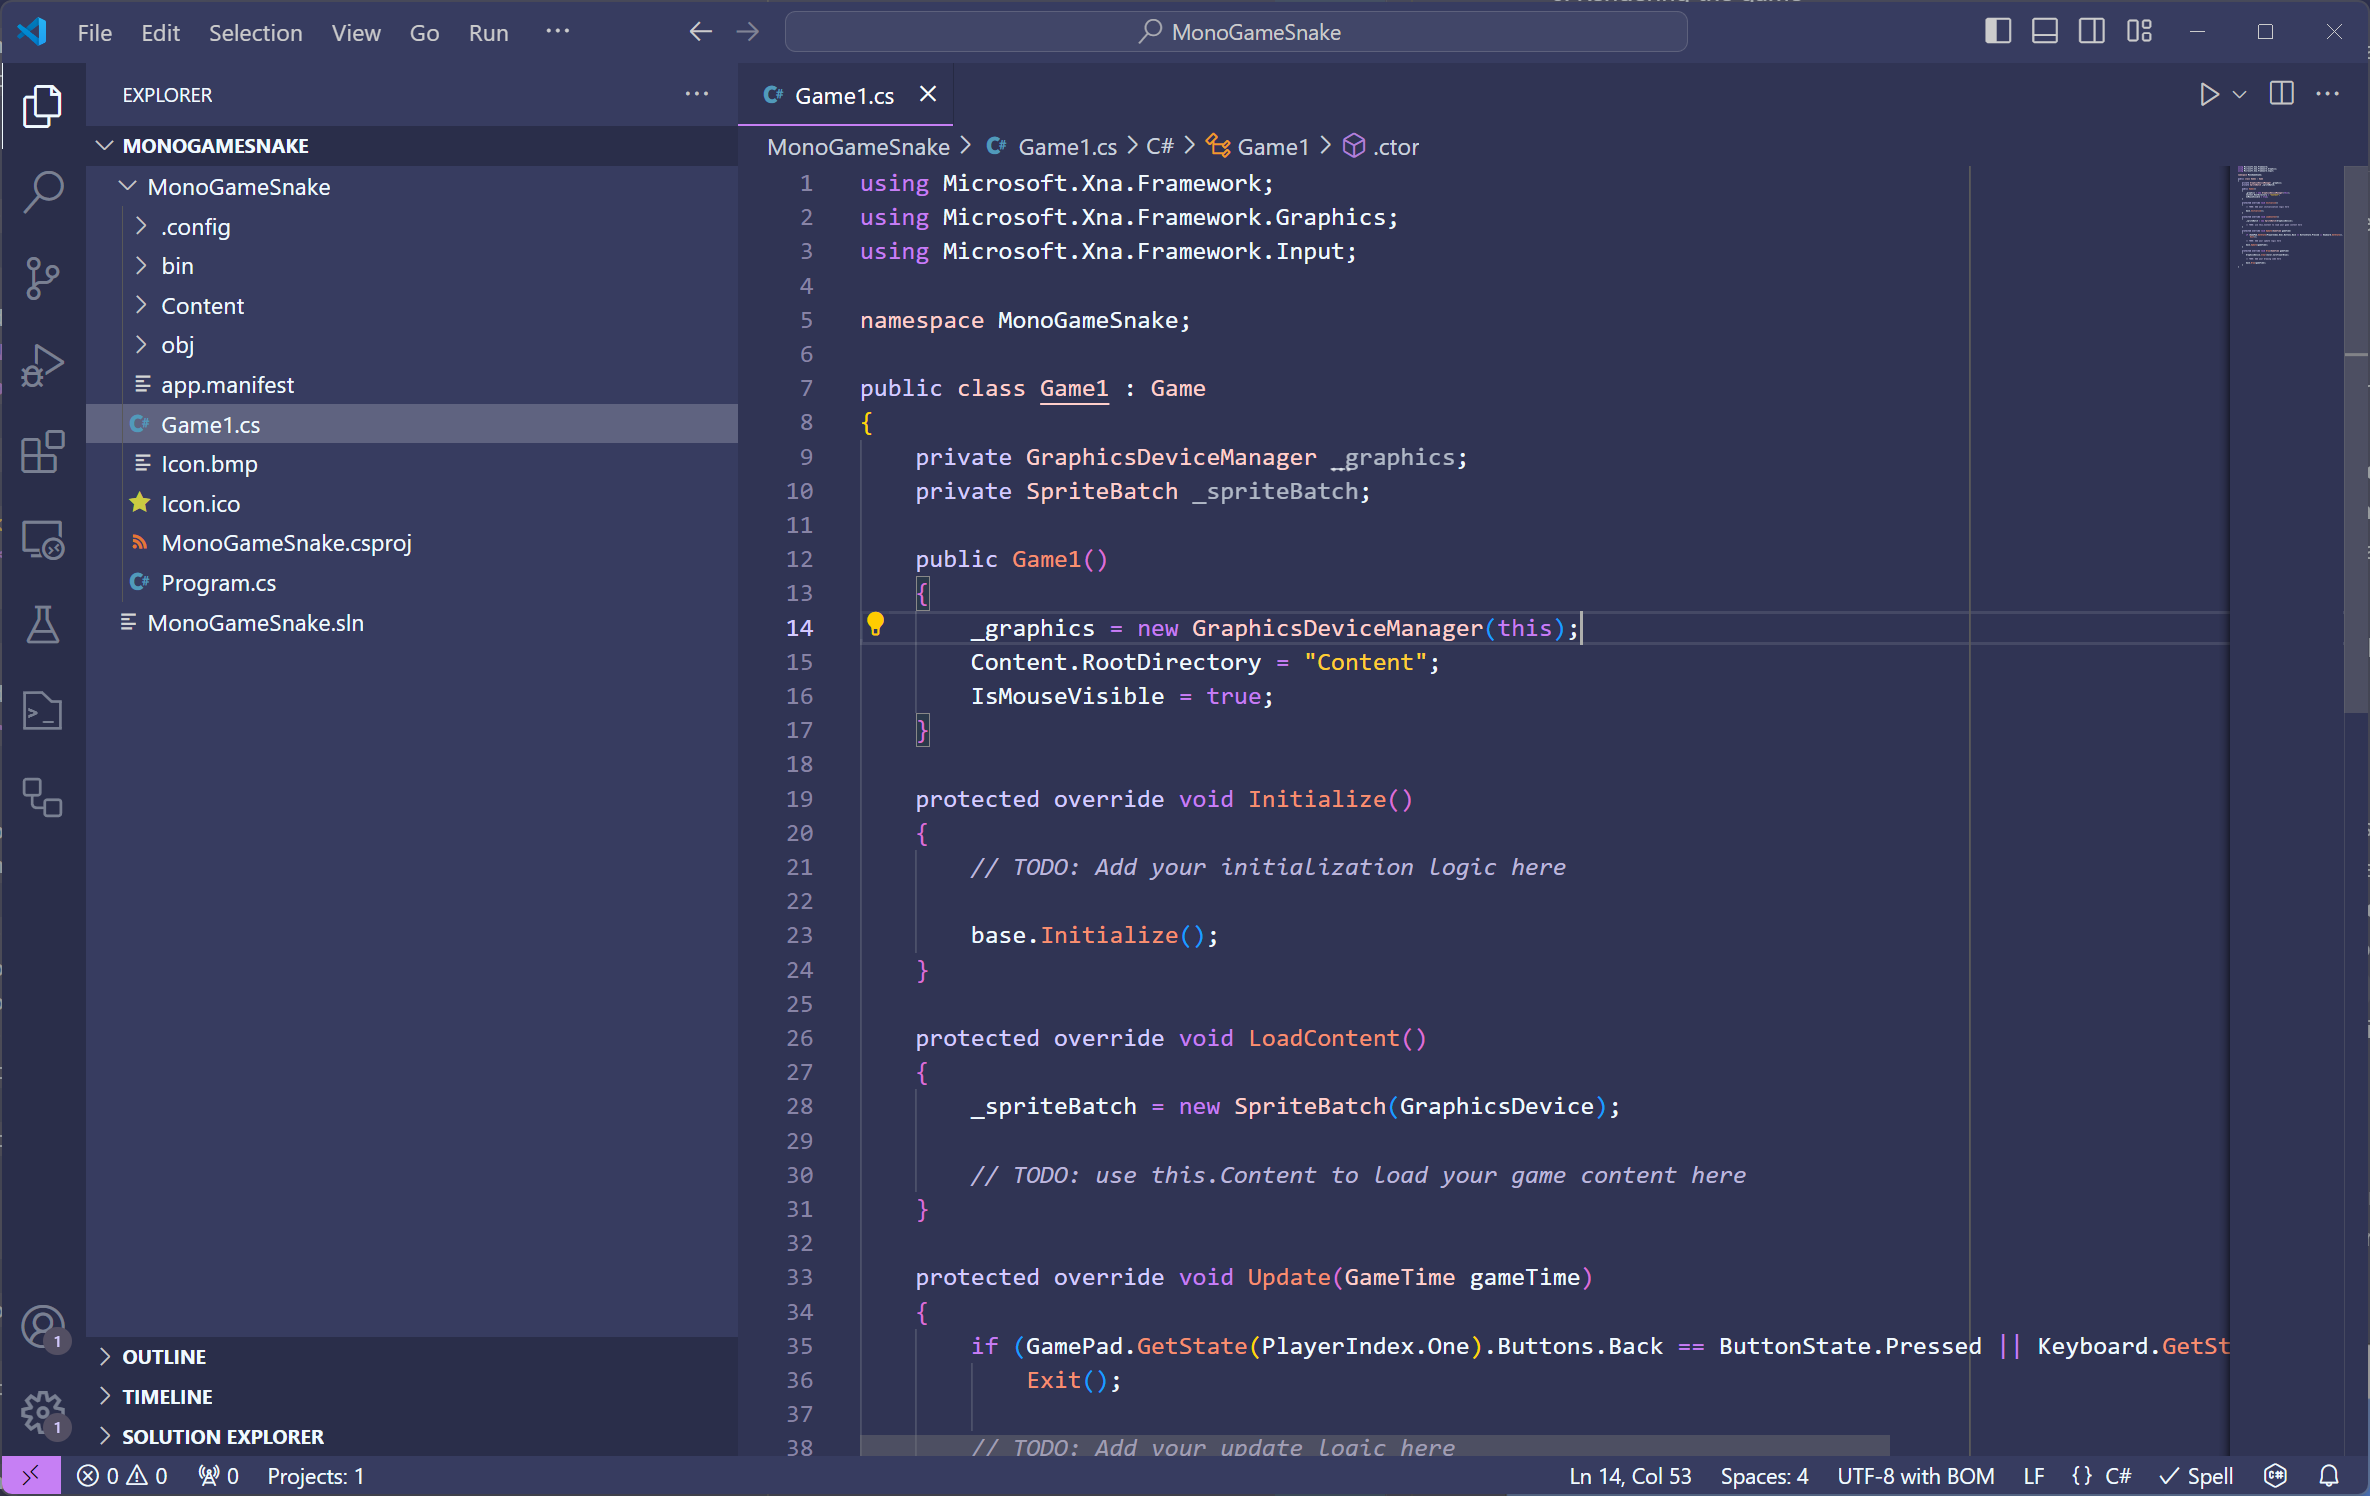 File Edit Selection View Go Run ··· MonoGameSnake
EXPLORER ···
MONOGAMESNAKE
MonoGameSnake
.config
bin
Content
obj
app.manifest
Game1.cs
Icon.bmp
Icon.ico
MonoGameSnake.csproj
Program.cs
MonoGameSnake.sln
OUTLINE
TIMELINE
SOLUTION EXPLORER
1
1
Game1.cs
MonoGameSnake > Game1.cs > C# > Game1 > .ctor
1 using Microsoft.Xna.Framework;
2 using Microsoft.Xna.Framework.Graphics;
3 using Microsoft.Xna.Framework.Input;
4
5 namespace MonoGameSnake;
6
7 public class Game1 : Game
8 {
9 private GraphicsDeviceManager _graphics;
10 private SpriteBatch _spriteBatch;
11
12 public Game1()
13 {
14 _graphics = new GraphicsDeviceManager(this);
15 Content.RootDirectory = "Content";
16 IsMouseVisible = true;
17 }
18
19 protected override void Initialize()
20 {
21 // TODO: Add your initialization logic here
22
23 base.Initialize();
24 }
25
26 protected override void LoadContent()
27 {
28 _spriteBatch = new SpriteBatch(GraphicsDevice);
29
30 // TODO: use this.Content to load your game content here
31 }
32
33 protected override void Update(GameTime gameTime)
34 {
35 if (GamePad.GetState(PlayerIndex.One).Buttons.Back == ButtonState.Pressed || Keyboard.GetSt
36 Exit();
37
38 // TODO: Add your update logic here
0 0 0 Projects: 1 Ln 14, Col 53 Spaces: 4 UTF-8 with BOM LF {} C# Spell